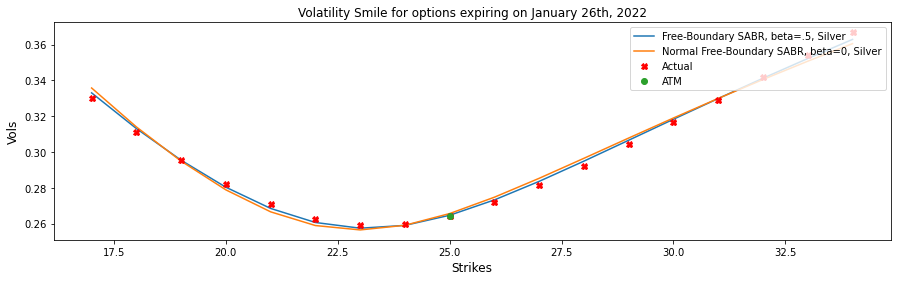 Volatility Smile for options expiring on January 26th, 2022
Free-Boundary SABR, beta=.5, Silver
Normal Free-Boundary SABR, beta=0, Silver
Actual
ATM
Vols
0.36
0.34
0.32
0.30
0.28
0.26
17.5
20.0
22.5
25.0
27.5
30.0
32.5
Strikes